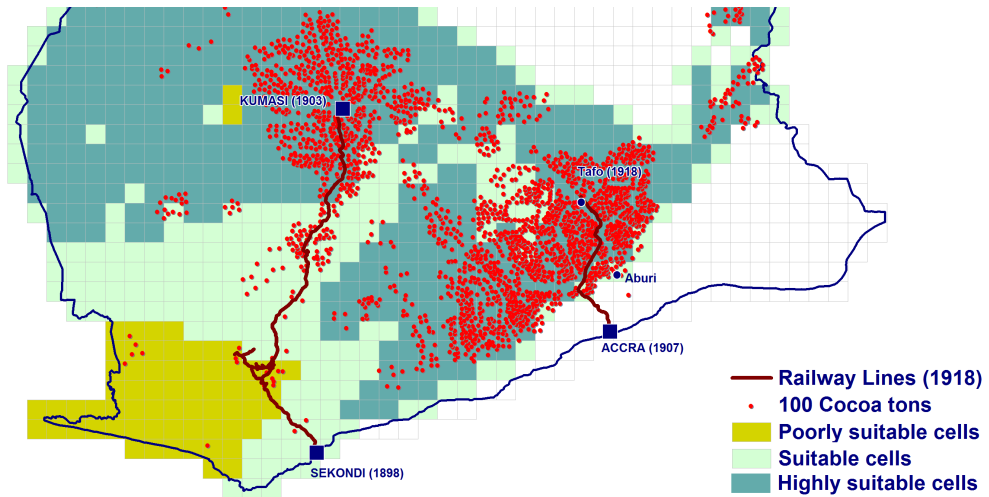 KUMASI (1903)
Tafo (1918)
Aburi
ACCRA (1907)
SEKONDI (1898)
Railway Lines (1918)
100 Cocoa tons
Poorly suitable cells
Suitable cells
Highly suitable cells